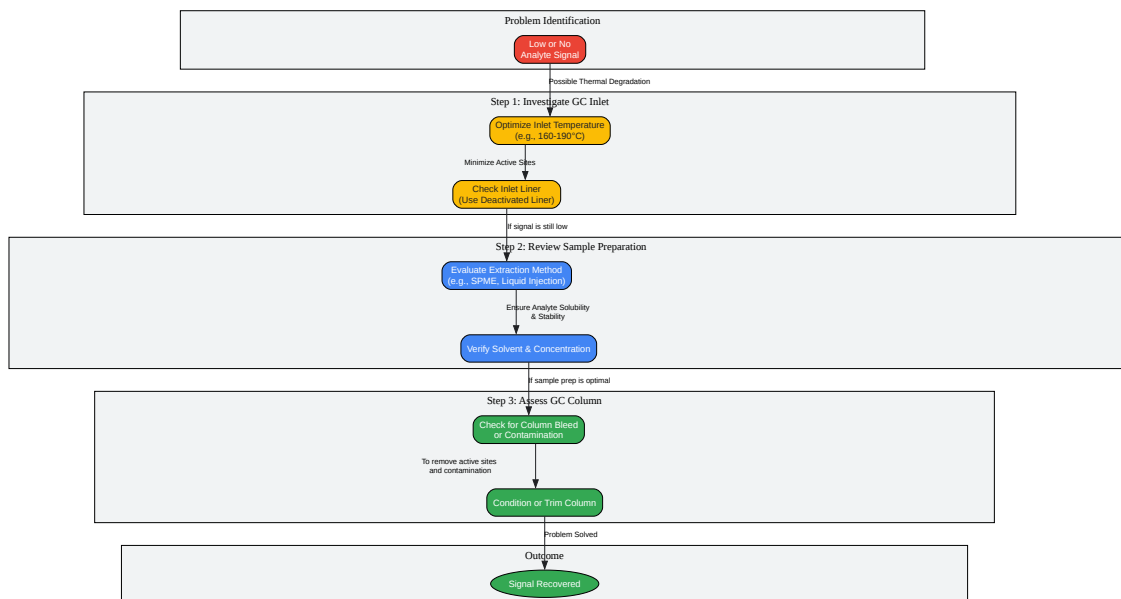 Problem Identification
Low or No
Analyte Signal
Possible Thermal Degradation
Step 1: Investigate GC Inlet
Optimize Inlet Temperature
(e.g., 160-190°C)
Minimize Active Sites
Check Inlet Liner
(Use Deactivated Liner)
If signal is still low
Step 2: Review Sample Preparation
Evaluate Extraction Method
(e.g., SPME, Liquid Injection)
Ensure Analyte Solubility
& Stability
Verify Solvent & Concentration
If sample prep is optimal
Step 3: Assess GC Column
Check for Column Bleed
or Contamination
To remove active sites
and contamination
Condition or Trim Column
Problem Solved
Outcome
Signal Recovered